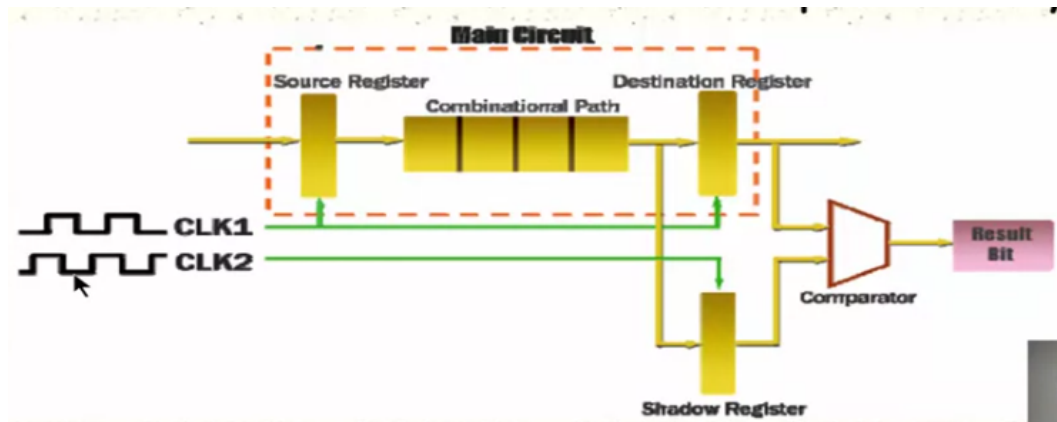 Main Circuit
Source Register
Destination Register
Combinational Path
CLK1
CLK2
Result
Bit
Comparator
Shadow Register